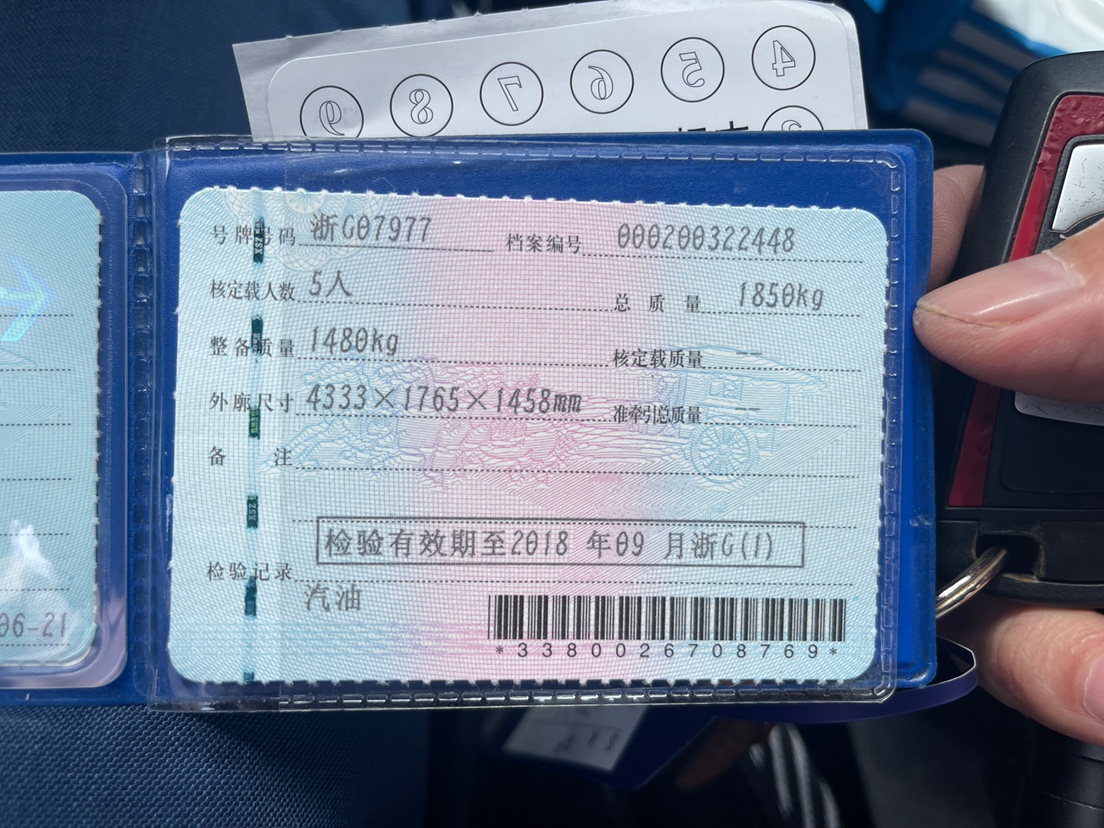 4
5
6
7
8
9
号牌号码 浙G07977 档案编号 000200322448
核定载人数 5人 总质量 1850kg
整备质量 1480kg 核定载质量 --
外廓尺寸 4333×1765×1458mm 准牵引总质量 --
备注
检验有效期至2018 年09 月浙G(1)
检验记录
汽油
*3380026708769*
06-21